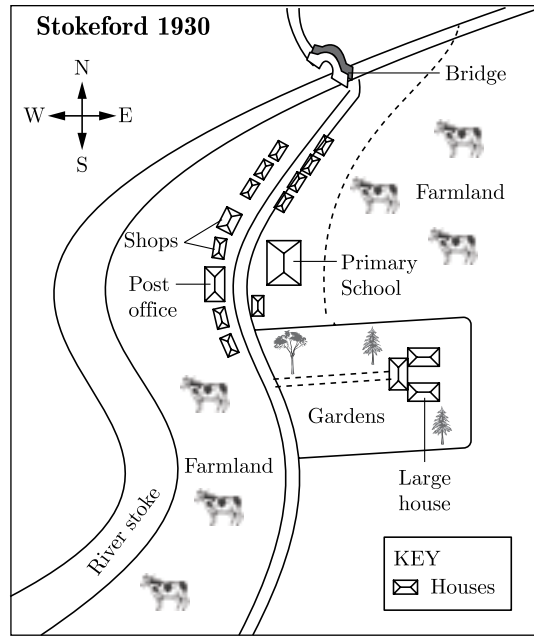 Stokeford 1930
N
W
E
S
Bridge
Farmland
Shops
Primary
School
Post
office
Gardens
Large
house
Farmland
River stoke
KEY
Houses